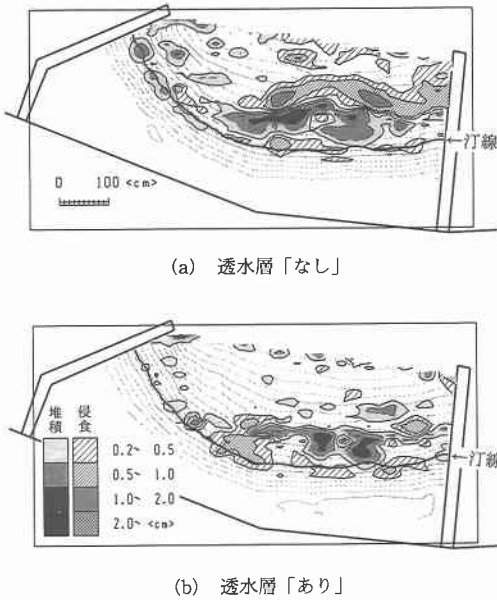 ←汀線
0 100 <cm>
(a) 透水層「なし」
堆積
侵食
0.2~ 0.5
0.5~ 1.0
1.0~ 2.0
2.0~ <cm>
←汀線
(b) 透水層「あり」